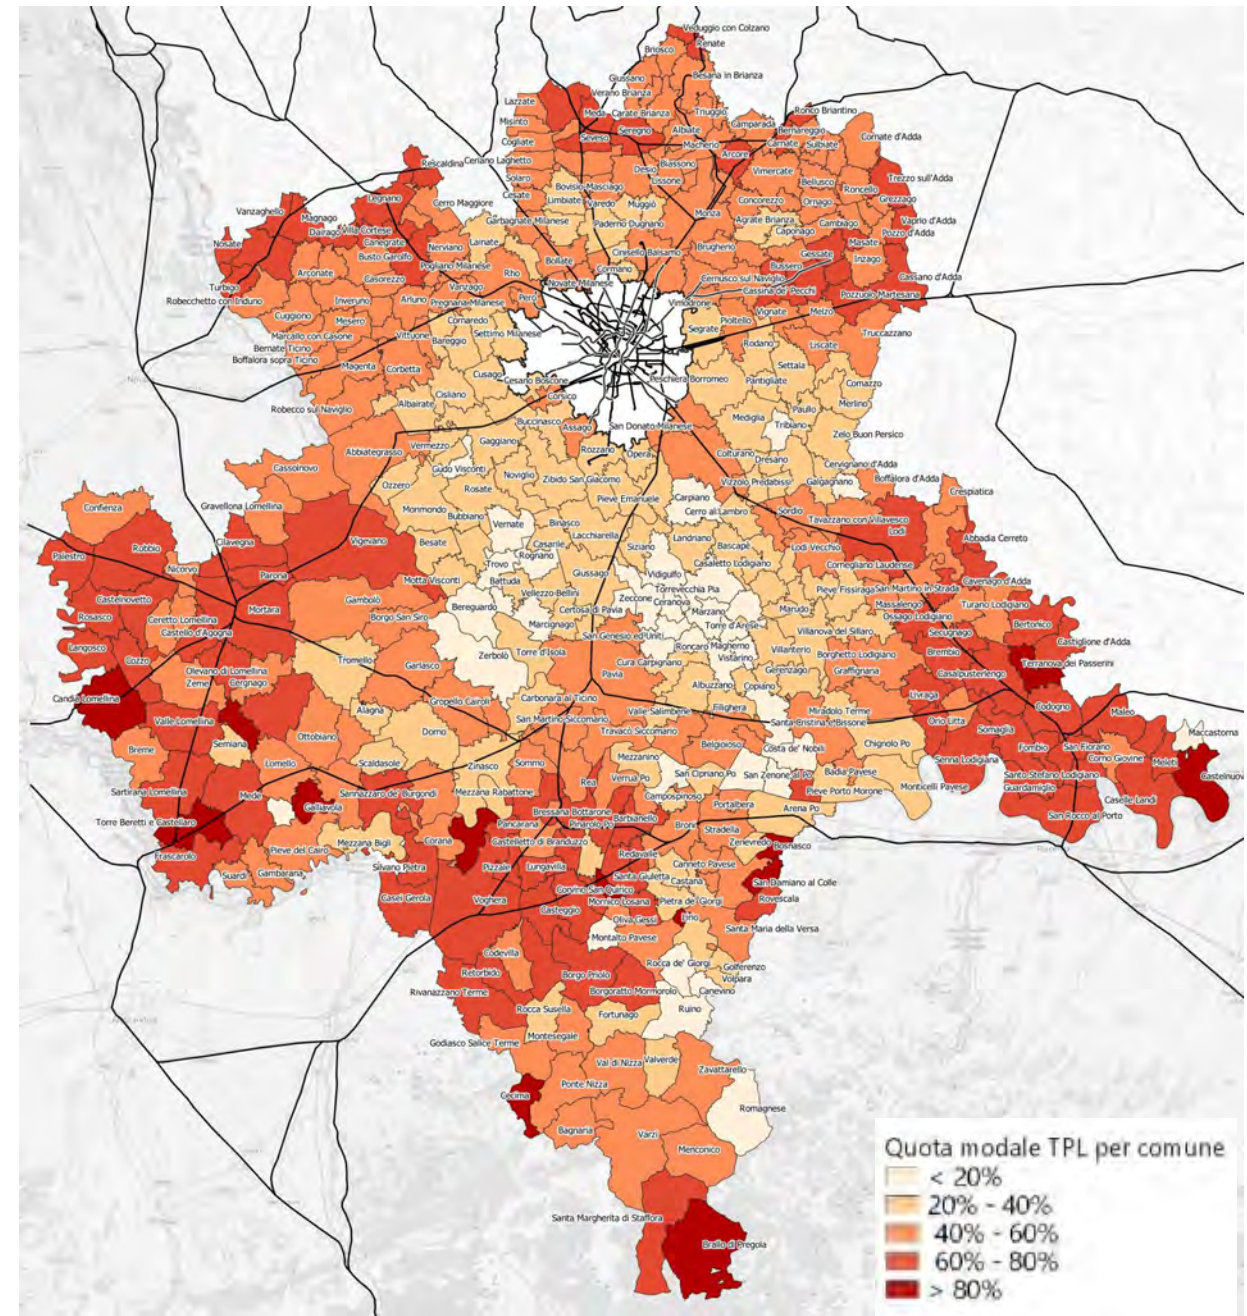 Veduggio con Colzano
Renate
Briosco
Giussano
Besana in Brianza
Verano Brianza
Lazzate
Meda
Carate Brianza
Triuggio
Ronco Briantino
Misinto
Seregno
Albiate
Camparada
Bernareggio
Cornate d'Adda
Cogliate
Seveso
Macherio
Carnate
Sulbiate
Rescaldina
Ceriano Laghetto
Desio
Biassono
Arcore
Vimercate
Solaro
Lissone
Bellusco
Trezzo sull'Adda
Legnano
Cesate
Bovisio-Masciago
Roncello
Grezzago
Vanzaghello
Cerro Maggiore
Limbiate
Varedo
Muggiò
Monza
Concorezzo
Ornago
Magnago
Garbagnate Milanese
Paderno Dugnano
Agrate Brianza
Cambiago
Vaprio d'Adda
Dairago
Villa Cortese
Caponago
Pozzo d'Adda
Nosate
Canegrate
Nerviano
Lainate
Cinisello Balsamo
Brugherio
Gessate
Masate
Busto Garolfo
Pogliano Milanese
Rho
Bollate
Cormano
Bussero
Inzago
Arconate
Casorezzo
Vanzago
Novate Milanese
Cernusco sul Naviglio
Cassano d'Adda
Turbigo
Robecchetto con Induno
Inveruno
Arluno
Pregnana Milanese
Pero
Vimodrone
Cassina de' Pecchi
Pozzuolo Martesana
Cuggiono
Mesero
Cornaredo
Pioltello
Vignate
Melzo
Marcallo con Casone
Vittuone
Bareggio
Settimo Milanese
Segrate
Truccazzano
Bernate Ticino
Rodano
Liscate
Boffalora sopra Ticino
Magenta
Corbetta
Cusago
Cesano Boscone
Peschiera Borromeo
Settala
Pantigliate
Comazzo
Robecco sul Naviglio
Albairate
Cisliano
Corsico
Paullo
Merlino
Buccinasco
Assago
San Donato Milanese
Mediglia
Tribiano
Zelo Buon Persico
Abbiategrasso
Vermezzo
Gaggiano
Rozzano
Opera
Colturano
Dresano
Cassolnovo
Gudo Visconti
Noviglio
Zibido San Giacomo
Vizzolo Predabissi
Cervignano d'Adda
Galgagnano
Boffalora d'Adda
Ozzero
Rosate
Pieve Emanuele
Carpiano
Crespiatica
Confienza
Gravellona Lomellina
Morimondo
Bubbiano
Vernate
Binasco
Cerro al Lambro
Sordio
Tavazzano con Villavesco
Lodi
Robbio
Cilavegna
Vigevano
Besate
Casarile
Lacchiarella
Siziano
Landriano
Bascapè
Lodi Vecchio
Abbadia Cerreto
Palestro
Nicorvo
Parona
Rognano
Trovo
Giussago
Vidigulfo
Casaletto Lodigiano
Cornegliano Laudense
Motta Visconti
Battuda
Vellezzo Bellini
Torrevecchia Pia
Pieve Fissiraga
San Martino in Strada
Cavenago d'Adda
Castelnovetto
Mortara
Gambolò
Bereguardo
Certosa di Pavia
Zeccone
Ceranova
Marzano
Marudo
Massalengo
Turano Lodigiano
Rosasco
Ceretto Lomellina
Borgo San Siro
Marcignago
Torre d'Arese
Ossago Lodigiano
Bertonico
Castello d'Agogna
San Genesio ed Uniti
Roncaro
Magherno
Villanova del Sillaro
Secugnago
Castiglione d'Adda
Langosco
Cozzo
Olevano di Lomellina
Tromello
Garlasco
Zerbolò
Torre d'Isola
Cura Carpignano
Vistarino
Villanterio
Borghetto Lodigiano
Brembio
Terranova dei Passerini
Candia Lomellina
Zeme
Cergnago
Pavia
Gerenzago
Graffignana
Casalpusterlengo
Gropello Cairoli
Carbonara al Ticino
Albuzzano
Copiano
Livraga
Codogno
Maleo
Valle Lomellina
Alagna
San Martino Siccomario
Valle Salimbene
Filighera
Miradolo Terme
Orio Litta
Somaglia
Maccastorna
Semiana
Ottobiano
Dorno
Travacò Siccomario
Santa Cristina e Bissone
Fombio
San Fiorano
Breme
Lomello
Scaldasole
Zinasco
Sommo
Mezzanino
Belgioioso
Costa de' Nobili
Chignolo Po
Senna Lodigiana
Corno Giovine
Meleti
Sartirana Lomellina
Mede
Galliavola
Sannazzaro de' Burgondi
Mezzana Rabattone
Rea
Verrua Po
San Cipriano Po
San Zenone al Po
Badia Pavese
Monticelli Pavese
Santo Stefano Lodigiano
Guardamiglio
Castelnuov
Torre Beretti e Castellaro
Bressana Bottarone
Campospinoso
Portalbera
Pieve Porto Morone
Arena Po
Caselle Landi
San Rocco al Porto
Frascarolo
Pieve del Cairo
Mezzana Bigli
Corana
Pancarana
Pinarolo Po
Barbianello
Broni
Stradella
Castelletto di Branduzzo
Redavalle
Zenevredo
Bosnasco
Suardi
Gambarana
Silvano Pietra
Pizzale
Lungavilla
Santa Giuletta
Canneto Pavese
Castana
San Damiano al Colle
Casei Gerola
Voghera
Corvino San Quirico
Mornico Losana
Pietra de' Giorgi
Rovescala
Casteggio
Oliva Gessi
Lirio
Santa Maria della Versa
Montalto Pavese
Codevilla
Rocca de' Giorgi
Golferenzo
Retorbido
Borgo Priolo
Volpara
Rivanazzano Terme
Borgoratto Mormorolo
Canevino
Rocca Susella
Fortunago
Ruino
Godiasco Salice Terme
Montesegale
Val di Nizza
Valverde
Zavattarello
Cecima
Ponte Nizza
Romagnese
Bagnaria
Varzi
Menconico
Santa Margherita di Staffora
Brallo di Pregola
Quota modale TPL per comune
< 20%
20% - 40%
40% - 60%
60% - 80%
> 80%